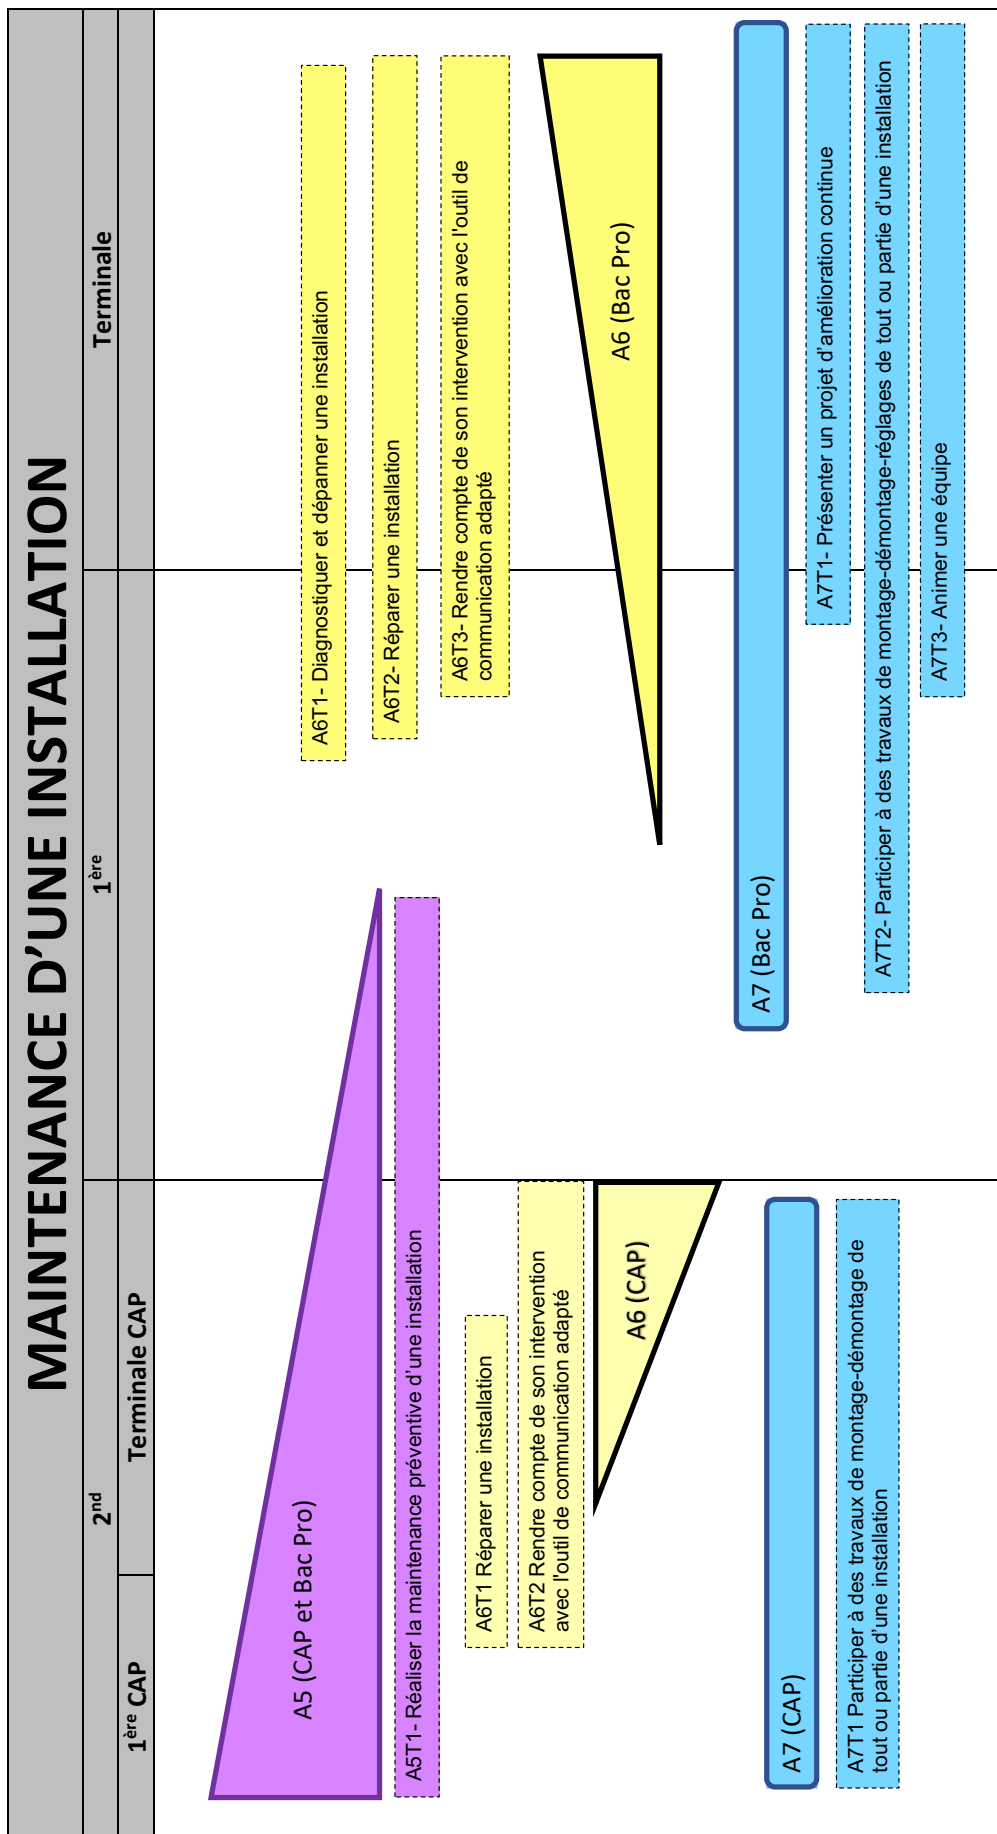 MAINTENANCE D’UNE INSTALLATION
2nd
1ère
Terminale
1ère CAP
Terminale CAP
A5 (CAP et Bac Pro)
A5T1- Réaliser la maintenance préventive d’une installation
A6T1- Diagnostiquer et dépanner une installation
A6T2- Réparer une installation
A6T3- Rendre compte de son intervention avec l'outil de
communication adapté
A6T1 Réparer une installation
A6T2 Rendre compte de son intervention
avec l'outil de communication adapté
A6 (CAP)
A6 (Bac Pro)
A7 (Bac Pro)
A7 (CAP)
A7T1 Participer à des travaux de montage-démontage de
tout ou partie d’une installation
A7T1- Présenter un projet d’amélioration continue
A7T2- Participer à des travaux de montage-démontage-réglages de tout ou partie d’une installation
A7T3- Animer une équipe